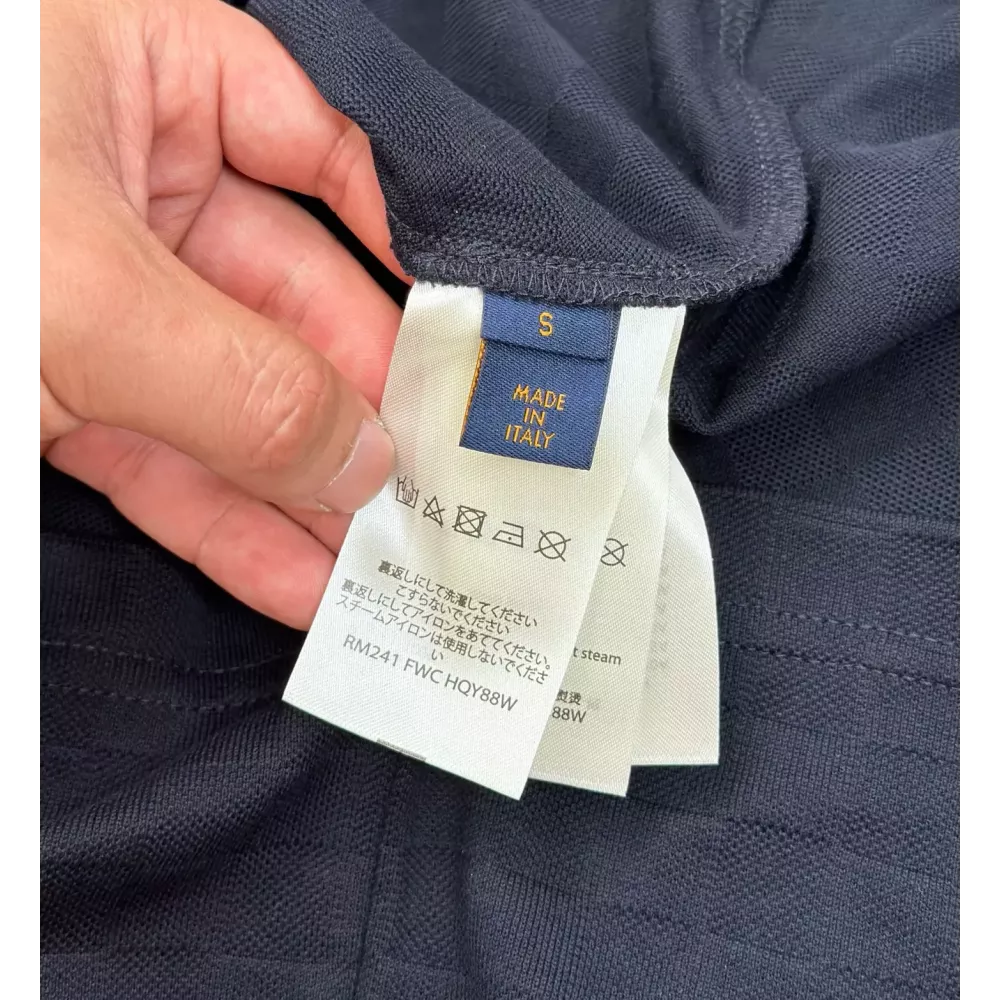 S
MADE
IN
ITALY
裏返しにして洗濯してください
こすらないでください
裏返しにしてアイロンをあててください。
スチームアイロンは使用しないでくださ
い
RM241 FWC HQY88W
steam
熨烫
88W